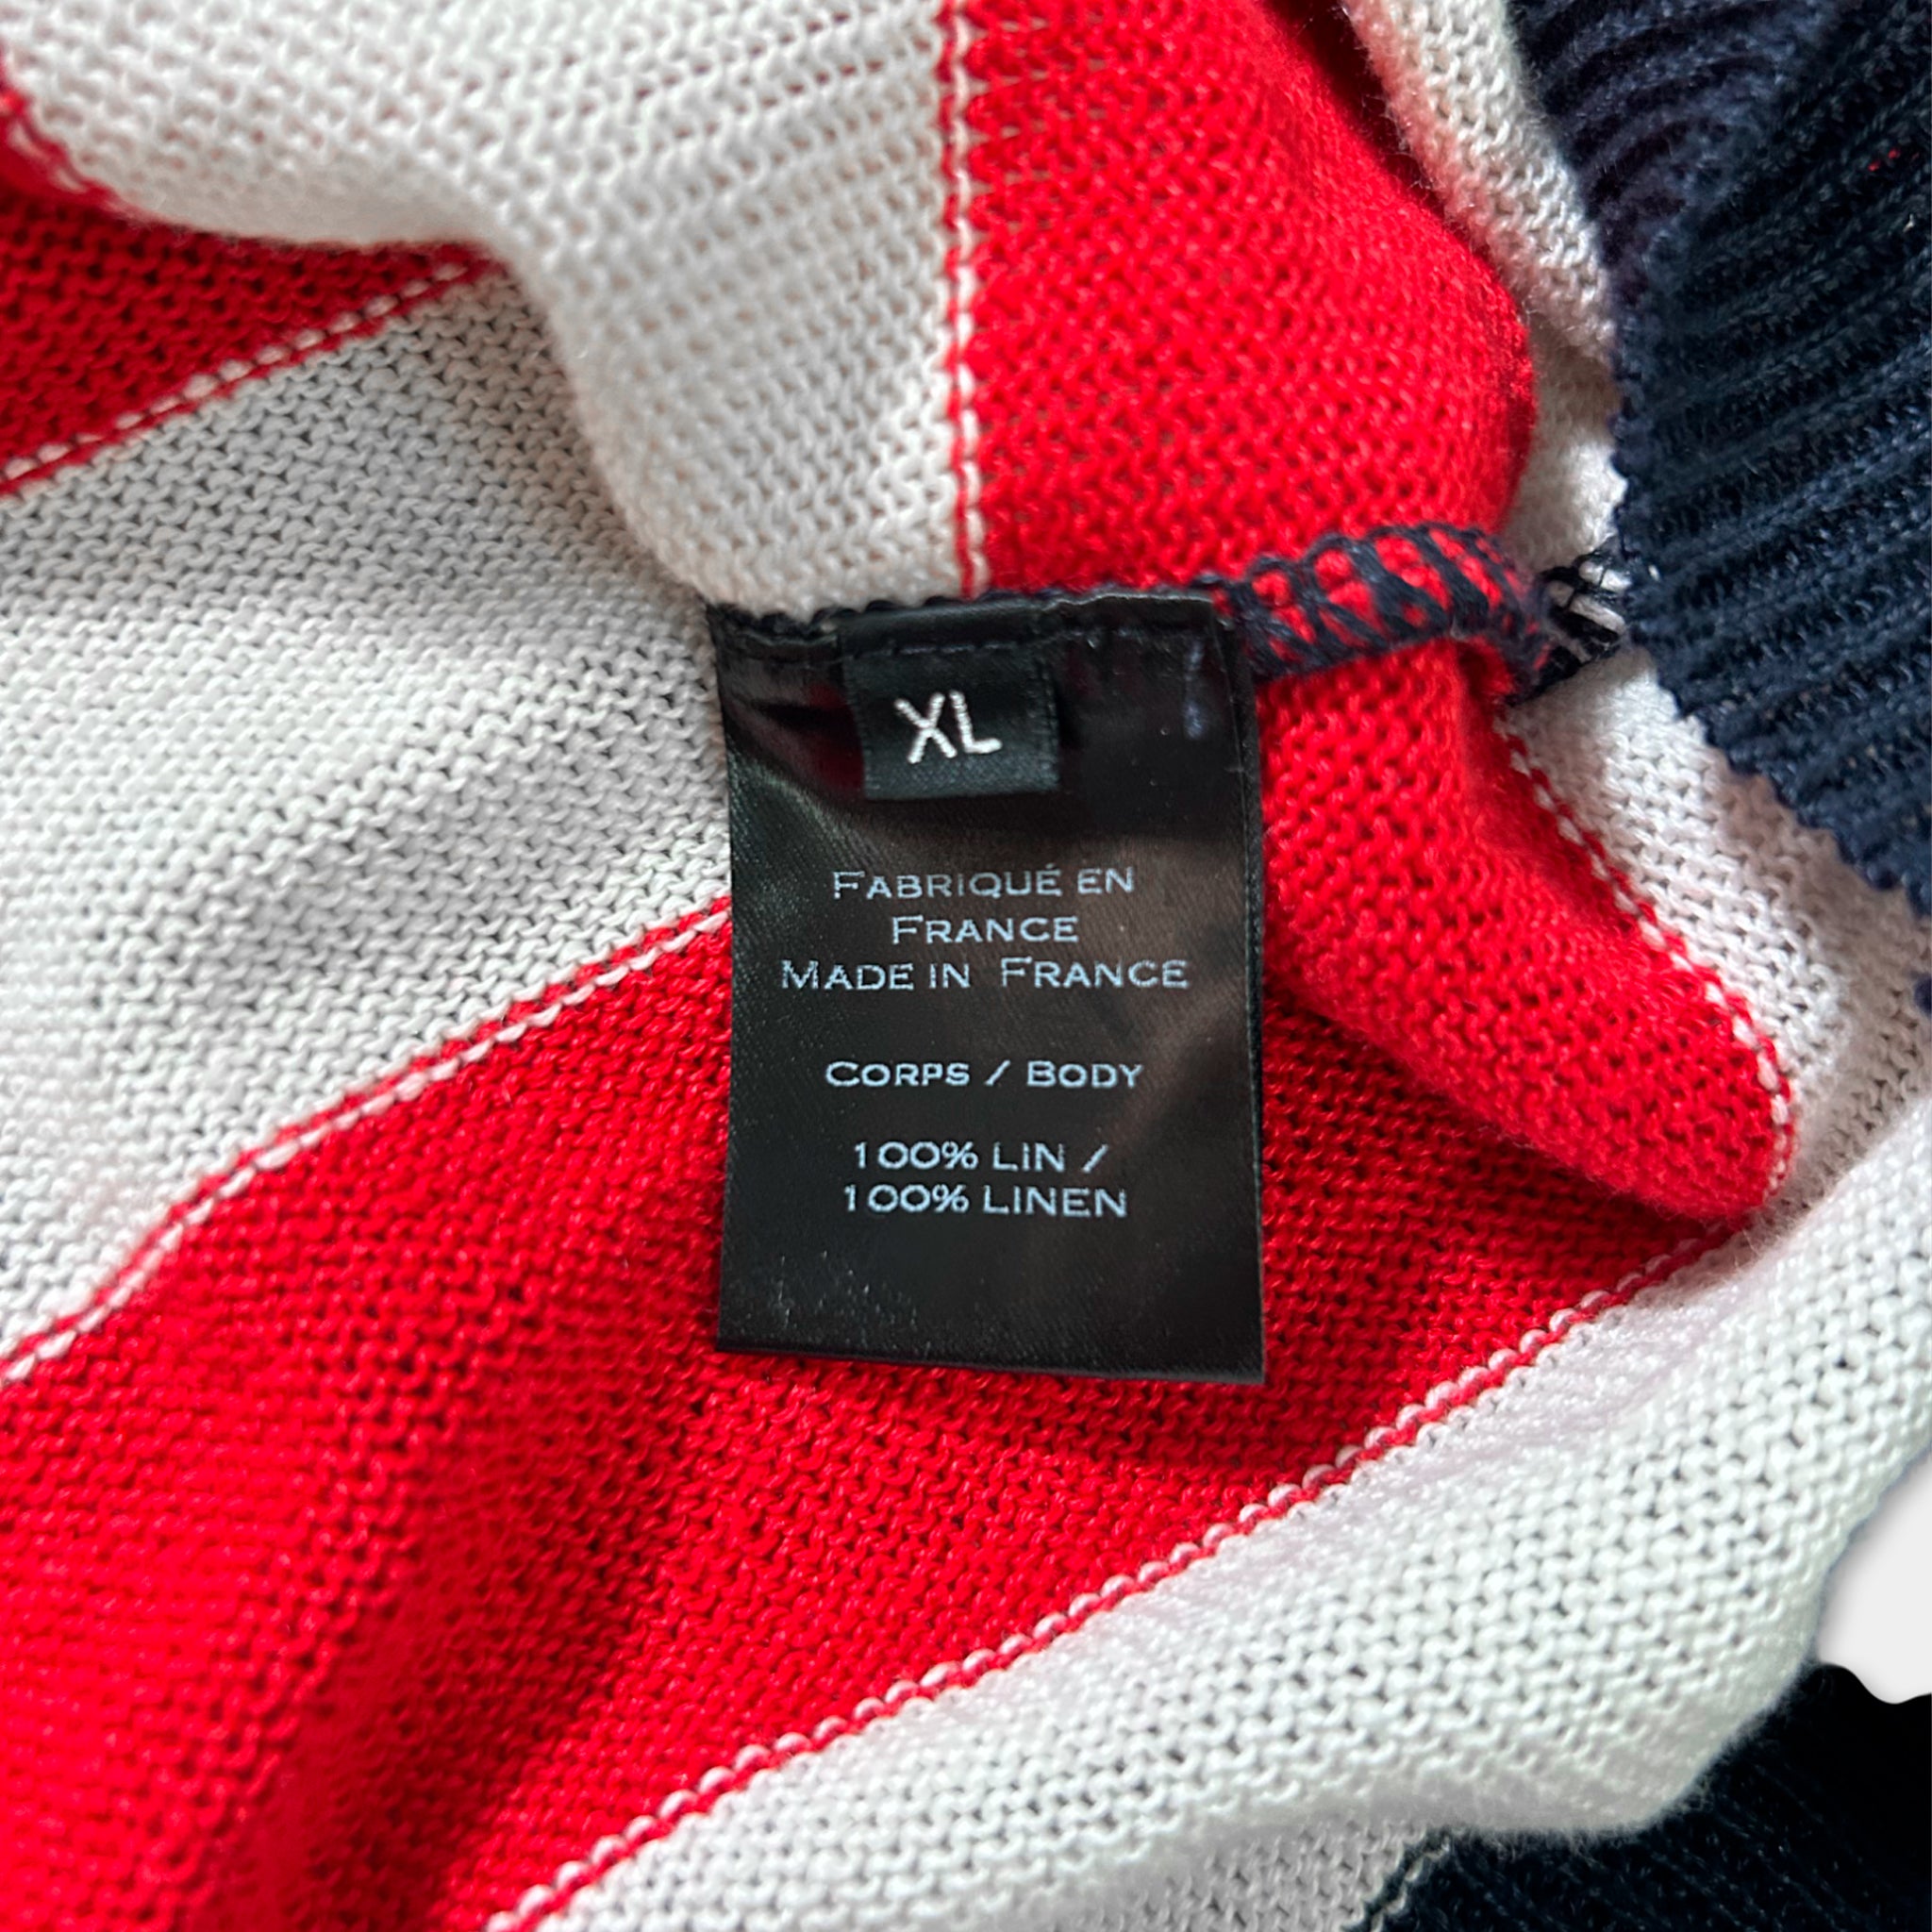 XL
FABRIQUÉ EN
FRANCE
MADE IN FRANCE
CORPS / BODY
100% LIN /
100% LINEN